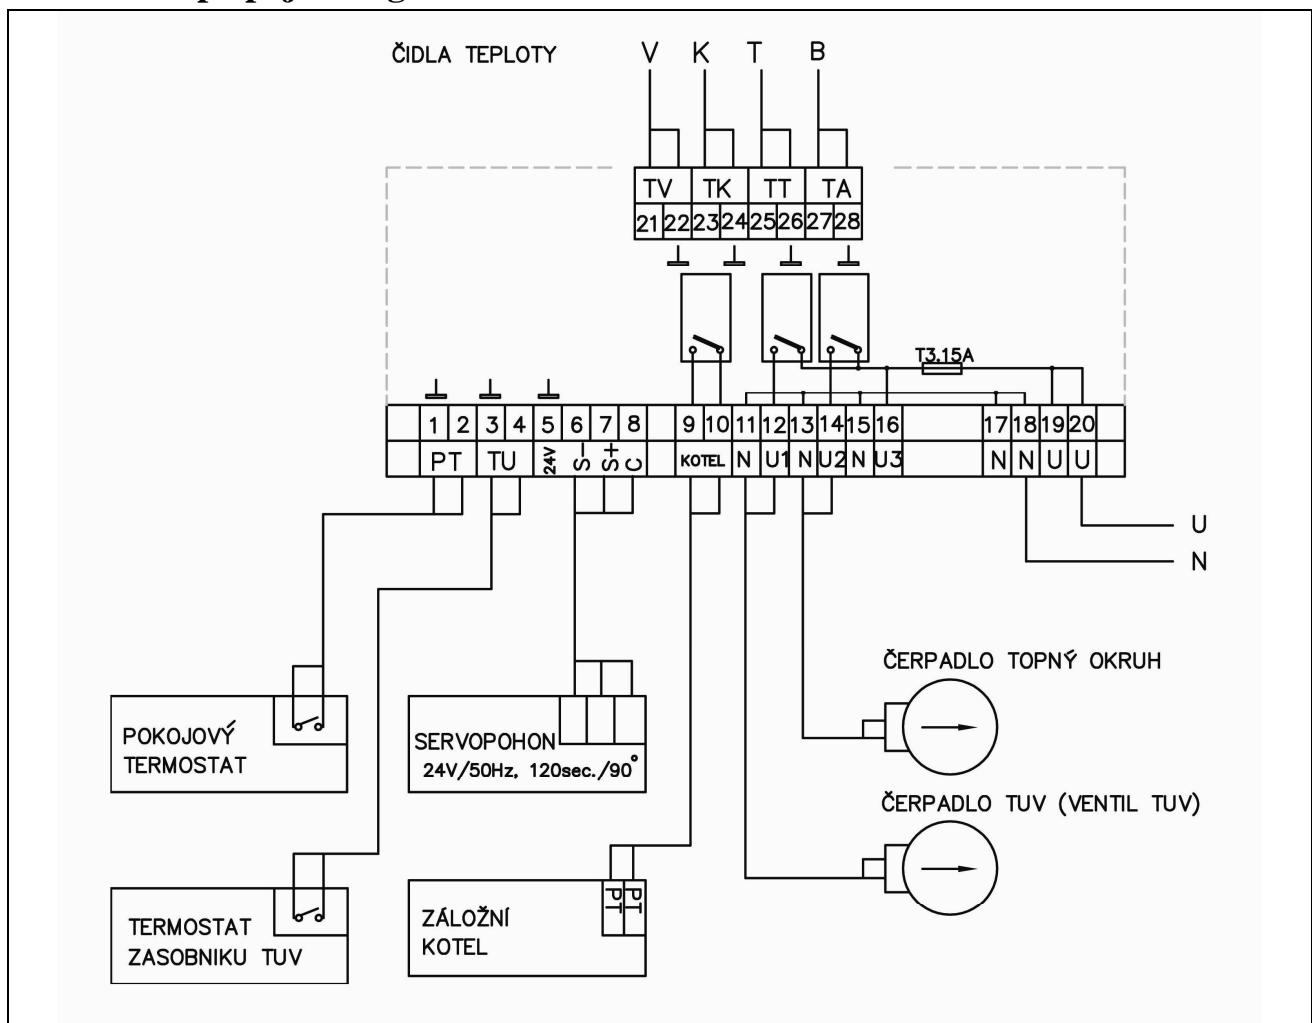 ČIDLA TEPLOTY V K T B
TV TK TT TA
21 22 23 24 25 26 27 28
T3.15A
1 2 3 4 5 6 7 8 9 10 11 12 13 14 15 16 17 18 19 20
PT TU 24V S- S+ C KOTEL N U1 N U2 N U3 N N U U
U
N
ČERPADLO TOPNÝ OKRUH
POKOJOVÝ
TERMOSTAT
SERVOPOHON
24V/50Hz, 120sec./90°
ČERPADLO TUV (VENTIL TUV)
PT PT
TERMOSTAT
ZASOBNIKU TUV
ZÁLOŽNÍ
KOTEL